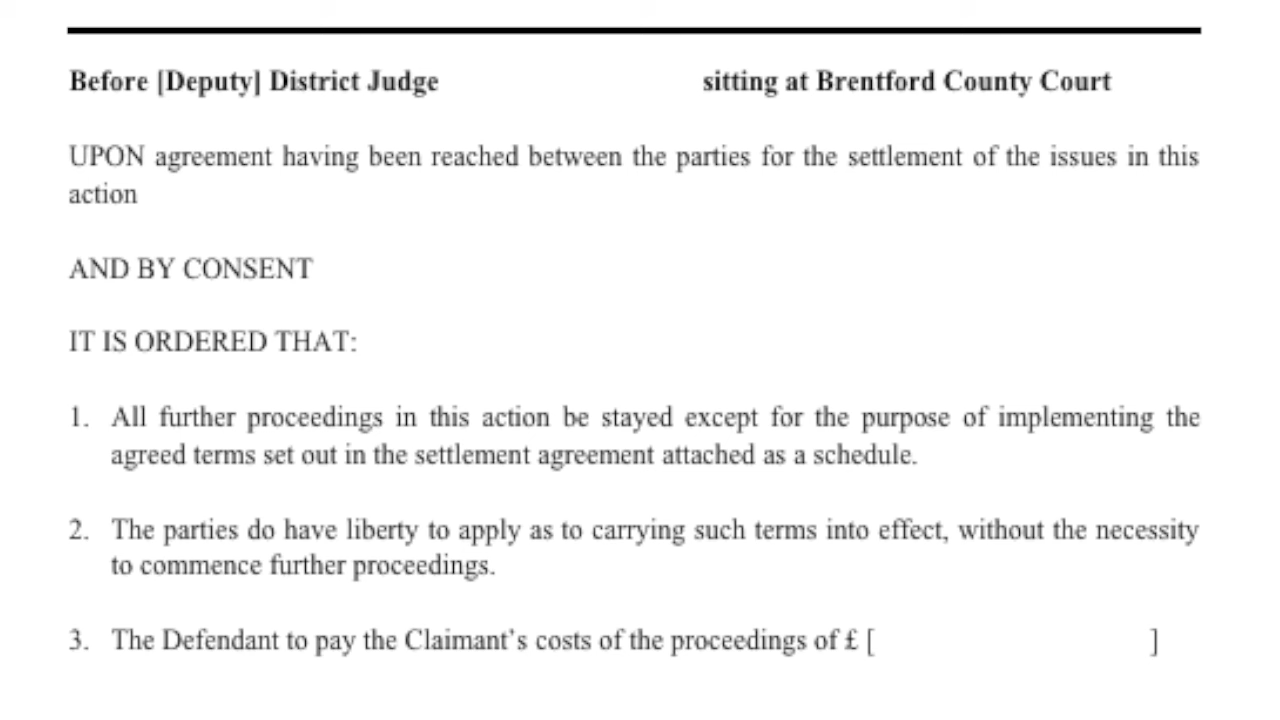 Before [Deputy] District Judge sitting at Brentford County Court
UPON agreement having been reached between the parties for the settlement of the issues in this
action
AND BY CONSENT
IT IS ORDERED THAT:
1. All further proceedings in this action be stayed except for the purpose of implementing the
agreed terms set out in the settlement agreement attached as a schedule.
2. The parties do have liberty to apply as to carrying such terms into effect, without the necessity
to commence further proceedings.
3. The Defendant to pay the Claimant’s costs of the proceedings of £ [ ]